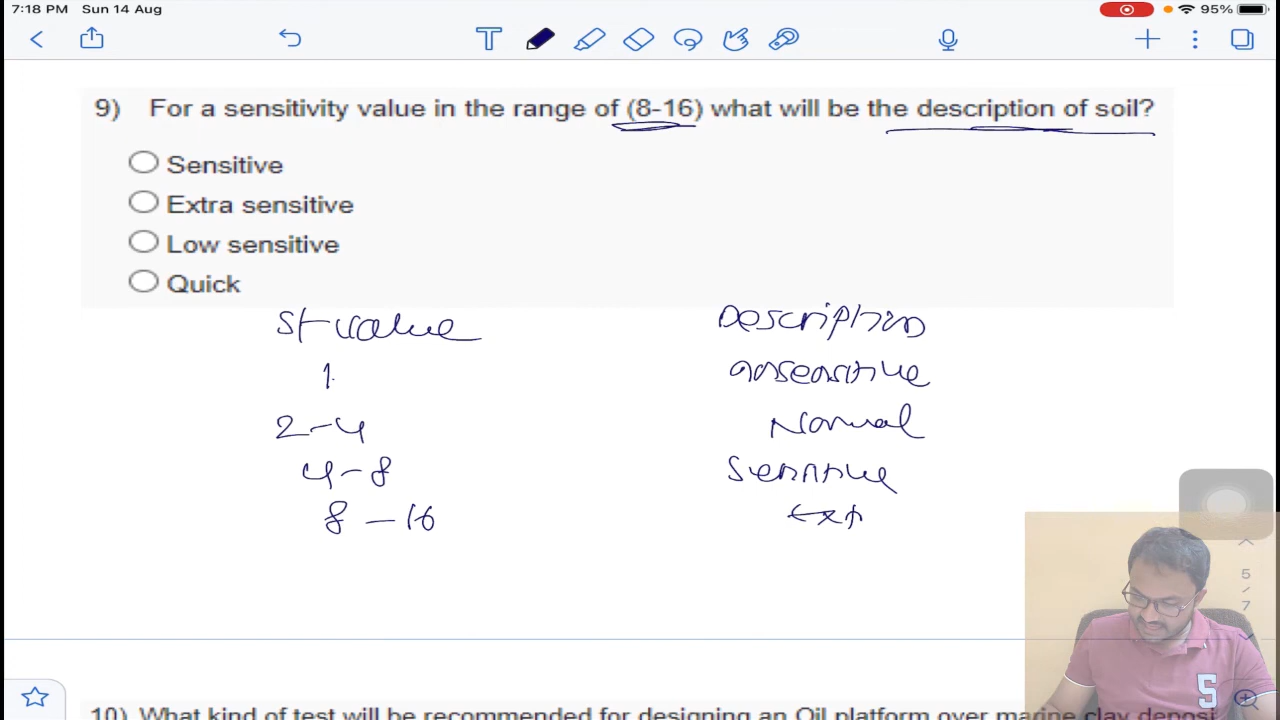 7:18 PM Sun 14 Aug 95%
9) For a sensitivity value in the range of (8-16) what will be the description of soil?
Sensitive
Extra sensitive
Low sensitive
Quick
St value Description
1 insensitive
2-4 Normal
4-8 Sensitive
8-16 Ext
5
7
S
10) What kind of test will be recommended for designing an Oil platform over marine clay